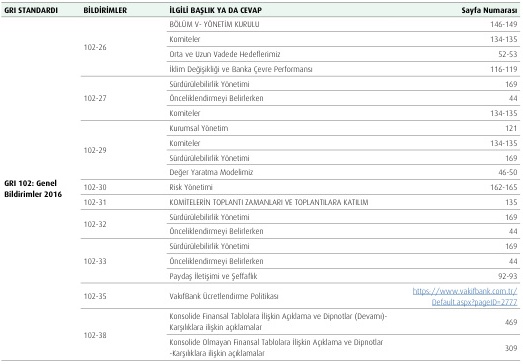 GRI STANDARDI BİLDİRİMLER İLGİLİ BAŞLIK YA DA CEVAP Sayfa Numarası
GRI 102: Genel
Bildirimler 2016
102-26
BÖLÜM V- YÖNETİM KURULU 146-149
Komiteler 134-135
Orta ve Uzun Vadede Hedeflerimiz 52-53
İklim Değişikliği ve Banka Çevre Performansı 116-119
102-27
Sürdürülebilirlik Yönetimi 169
Önceliklendirmeyi Belirlerken 44
Komiteler 134-135
102-29
Kurumsal Yönetim 121
Komiteler 134-135
Sürdürülebilirlik Yönetimi 169
Değer Yaratma Modelimiz 46-50
102-30 Risk Yönetimi 162-165
102-31 KOMİTELERİN TOPLANTI ZAMANLARI VE TOPLANTILARA KATILIM 135
102-32
Sürdürülebilirlik Yönetimi 169
Önceliklendirmeyi Belirlerken 44
102-33
Sürdürülebilirlik Yönetimi 169
Önceliklendirmeyi Belirlerken 44
Paydaş İletişimi ve Şeffaflık 92-93
102-35 VakıfBank Ücretlendirme Politikası https://www.vakifbank.com.tr/
Default.aspx?pageID=2777
102-38
Konsolide Finansal Tablolara İlişkin Açıklama ve Dipnotlar (Devamı)-
Karşılıklara ilişkin açıklamalar 469
Konsolide Olmayan Finansal Tablolara İlişkin Açıklama ve Dipnotlar
-Karşılıklara ilişkin açıklamalar 309